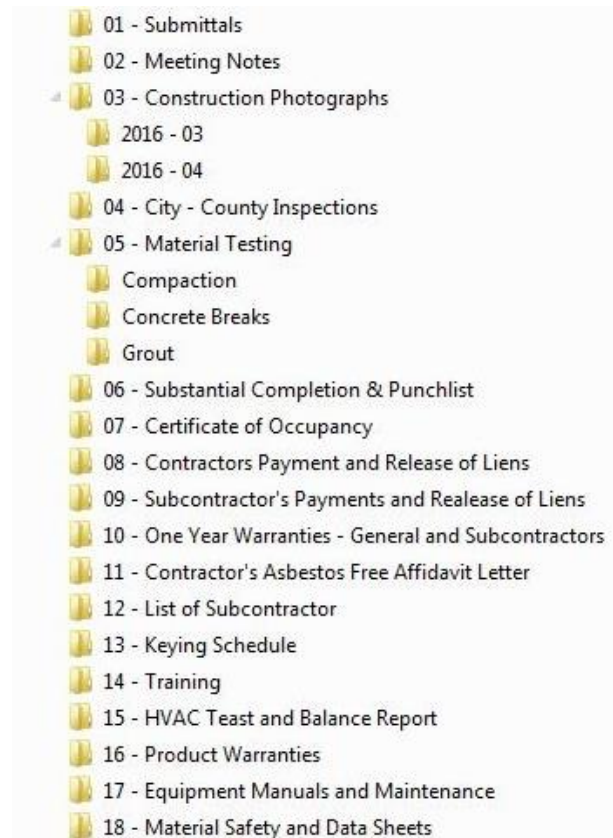 01 - Submittals
02 - Meeting Notes
03 - Construction Photographs
2016 - 03
2016 - 04
04 - City - County Inspections
05 - Material Testing
Compaction
Concrete Breaks
Grout
06 - Substantial Completion & Punchlist
07 - Certificate of Occupancy
08 - Contractors Payment and Release of Liens
09 - Subcontractor's Payments and Realease of Liens
10 - One Year Warranties - General and Subcontractors
11 - Contractor's Asbestos Free Affidavit Letter
12 - List of Subcontractor
13 - Keying Schedule
14 - Training
15 - HVAC Teast and Balance Report
16 - Product Warranties
17 - Equipment Manuals and Maintenance
18 - Material Safety and Data Sheets